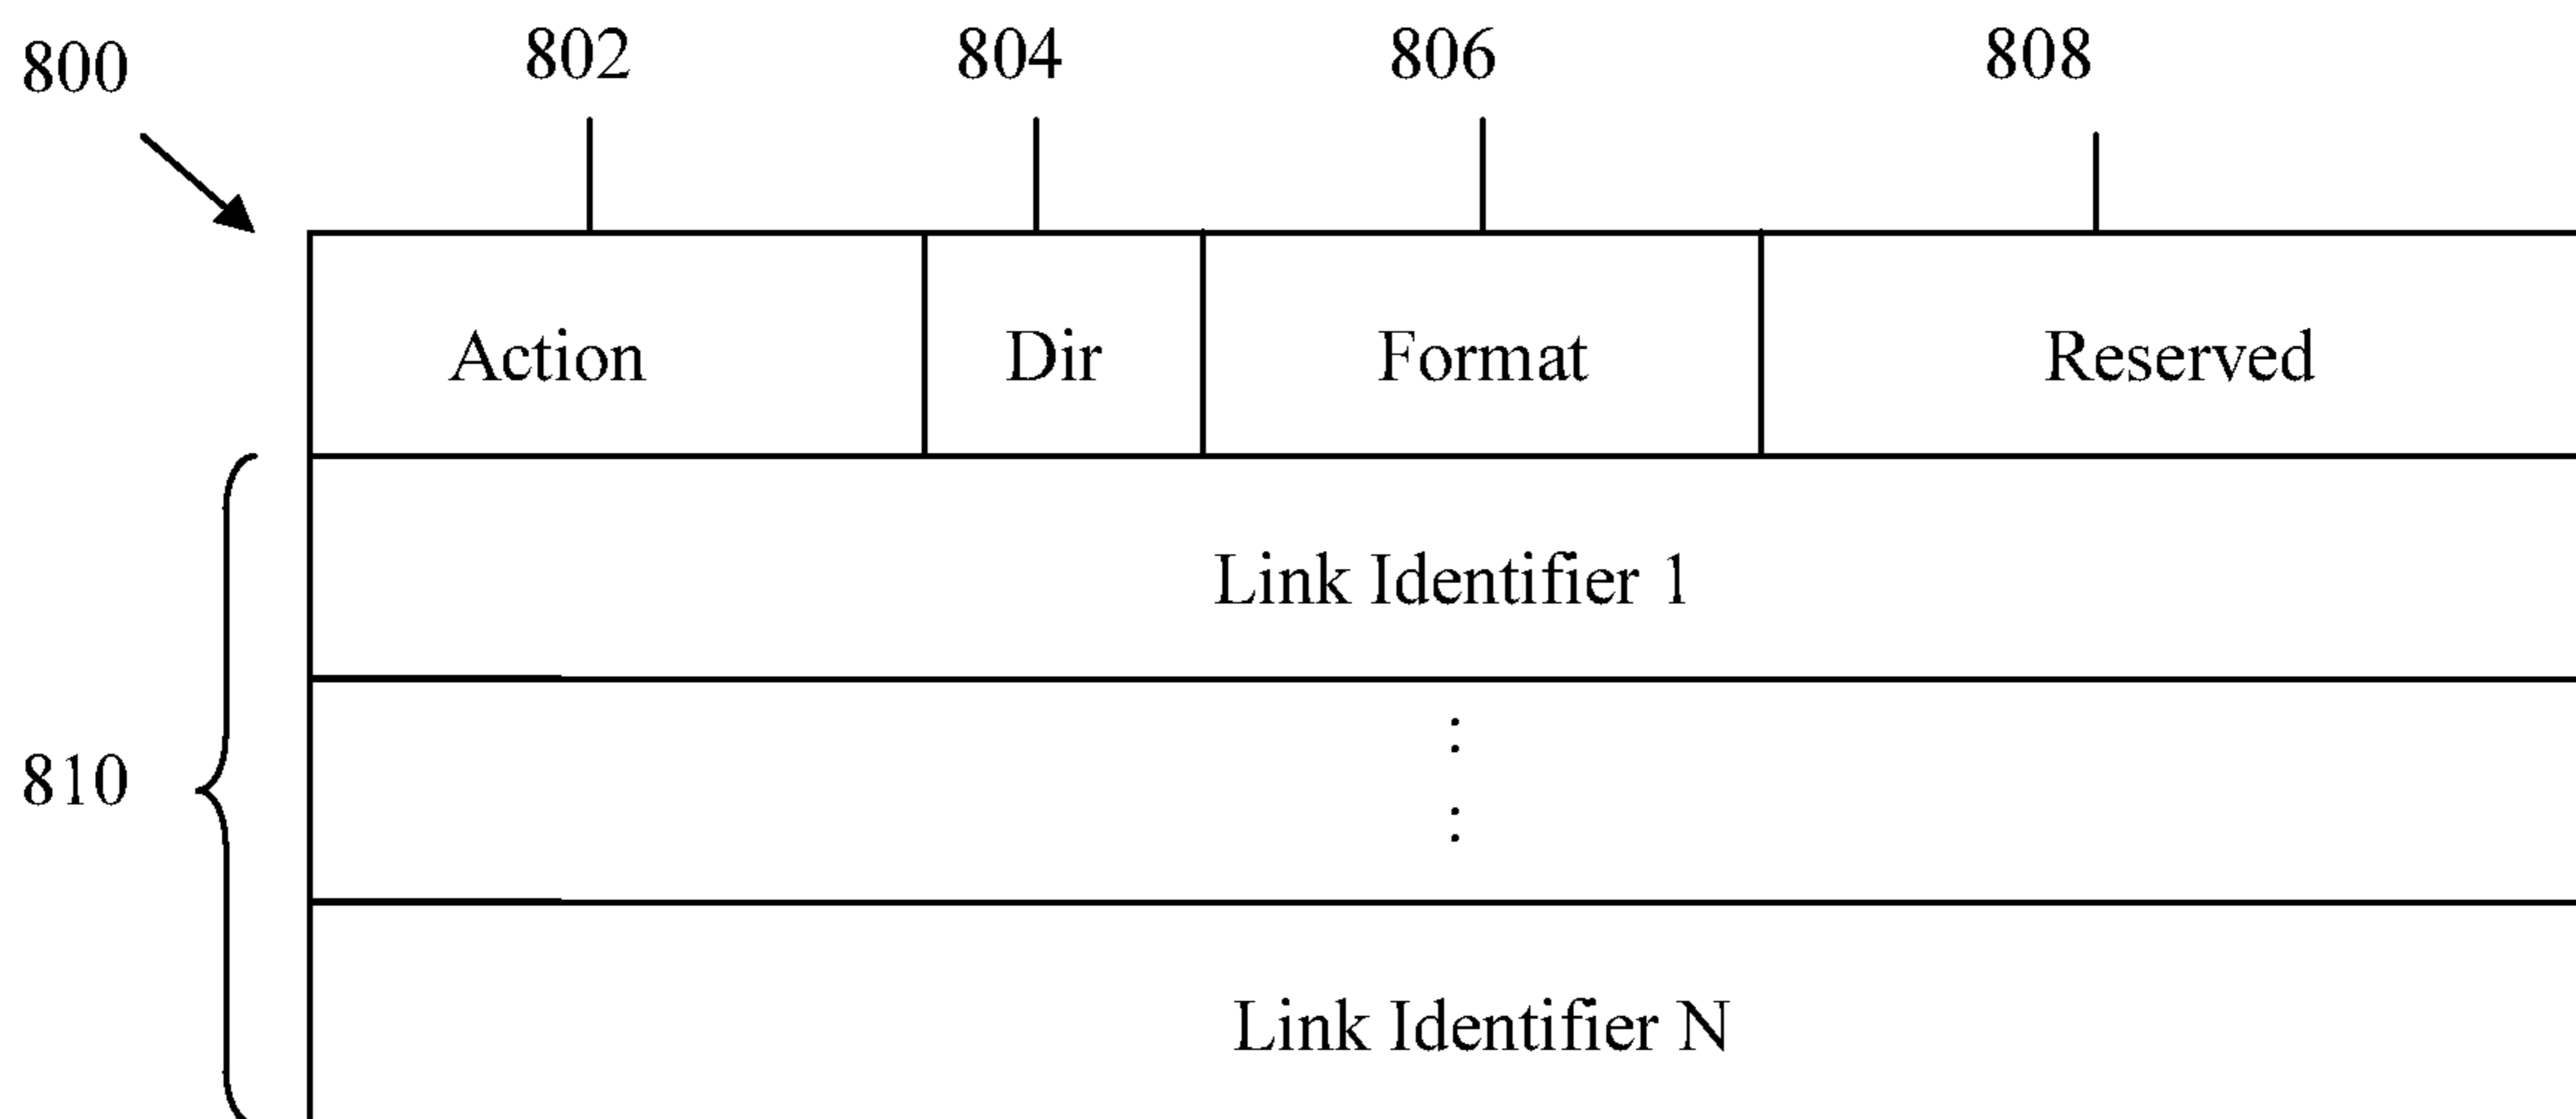 800 802 804 806 808
Action Dir Format Reserved
Link Identifier 1
810
Link Identifier N